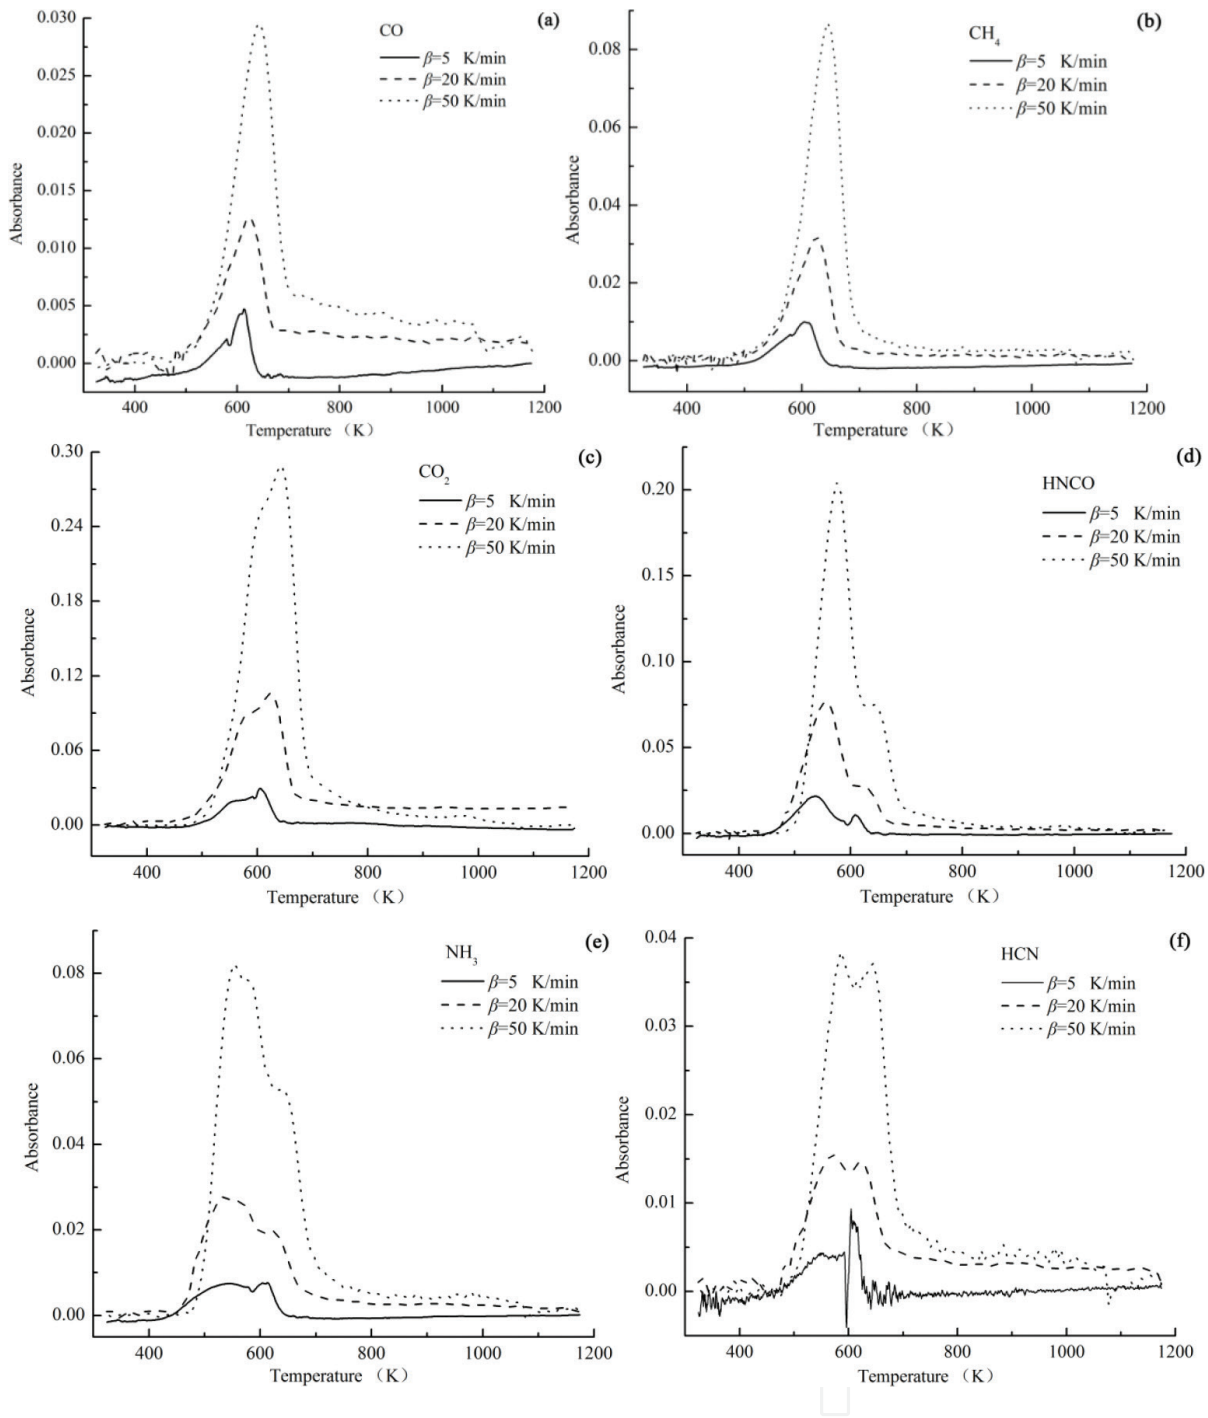 (a)
CO
β=5 K/min
β=20 K/min
β=50 K/min
0.030
0.025
0.020
0.015
0.010
0.005
0.000
Absorbance
400 600 800 1000 1200
Temperature (K)
(b)
CH₄
β=5 K/min
β=20 K/min
β=50 K/min
0.08
0.06
0.04
0.02
0.00
Absorbance
400 600 800 1000 1200
Temperature (K)
(c)
CO₂
β=5 K/min
β=20 K/min
β=50 K/min
0.30
0.24
0.18
0.12
0.06
0.00
Absorbance
400 600 800 1000 1200
Temperature (K)
(d)
HNCO
β=5 K/min
β=20 K/min
β=50 K/min
0.20
0.15
0.10
0.05
0.00
Absorbance
400 600 800 1000 1200
Temperature (K)
(e)
NH₃
β=5 K/min
β=20 K/min
β=50 K/min
0.08
0.06
0.04
0.02
0.00
Absorbance
400 600 800 1000 1200
Temperature (K)
(f)
HCN
β=5 K/min
β=20 K/min
β=50 K/min
0.04
0.03
0.02
0.01
0.00
Absorbance
400 600 800 1000 1200
Temperature (K)